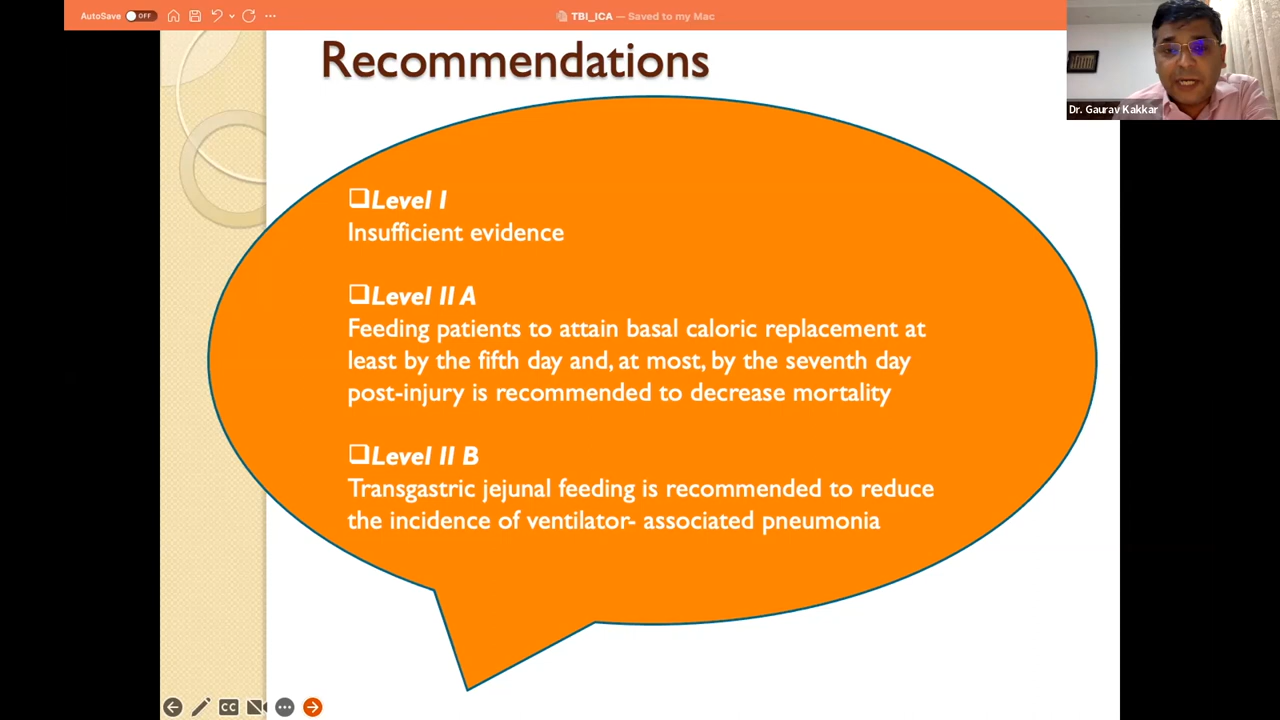 AutoSave OFF
TBI_ICA — Saved to my Mac
Recommendations
Dr. Gaurav Kakkar
Level I
Insufficient evidence
Level II A
Feeding patients to attain basal caloric replacement at
least by the fifth day and, at most, by the seventh day
post-injury is recommended to decrease mortality
Level II B
Transgastric jejunal feeding is recommended to reduce
the incidence of ventilator- associated pneumonia
CC